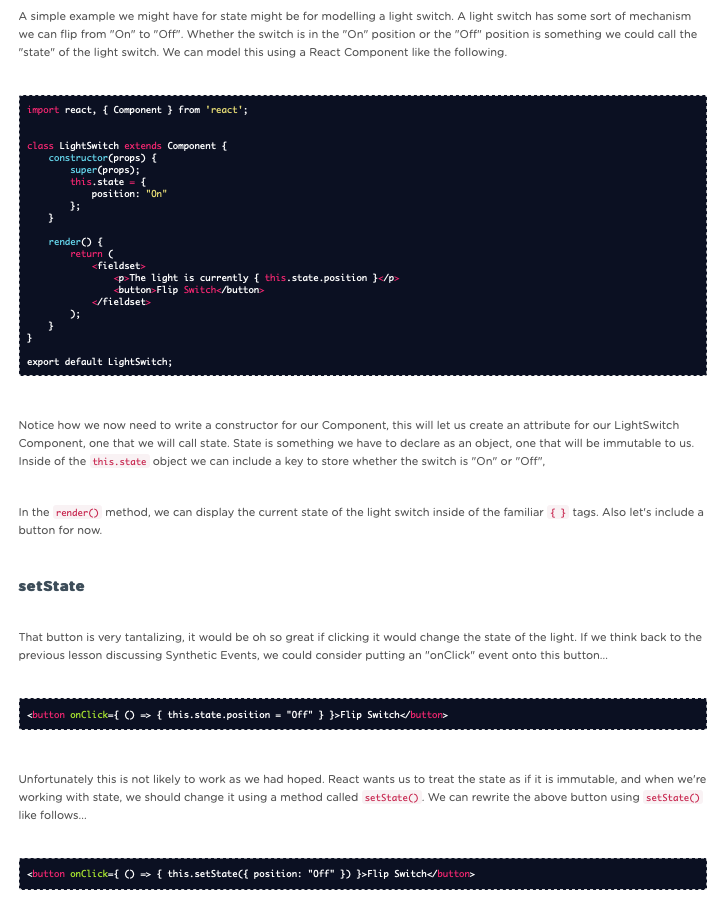 A simple example we might have for state might be for modelling a light switch. A light switch has some sort of mechanism
we can flip from "On" to "Off". Whether the switch is in the "On" position or the "Off" position is something we could call the
"state" of the light switch. We can model this using a React Component like the following.
import react, { Component } from 'react';
class LightSwitch extends Component {
    constructor(props) {
        super(props);
        this.state = {
            position: "On"
        };
    }
    render() {
        return (
            <fieldset>
                <p>The light is currently { this.state.position }</p>
                <button>Flip Switch</button>
            </fieldset>
        );
    }
}
export default LightSwitch;
Notice how we now need to write a constructor for our Component, this will let us create an attribute for our LightSwitch
Component, one that we will call state. State is something we have to declare as an object, one that will be immutable to us.
Inside of the this.state object we can include a key to store whether the switch is "On" or "Off",
In the render() method, we can display the current state of the light switch inside of the familiar { } tags. Also let's include a
button for now.
setState
That button is very tantalizing, it would be oh so great if clicking it would change the state of the light. If we think back to the
previous lesson discussing Synthetic Events, we could consider putting an "onClick" event onto this button...
<button onClick={ () => { this.state.position = "Off" } }>Flip Switch</button>
Unfortunately this is not likely to work as we had hoped. React wants us to treat the state as if it is immutable, and when we're
working with state, we should change it using a method called setState(). We can rewrite the above button using setState()
like follows...
<button onClick={ () => { this.setState({ position: "Off" }) }>Flip Switch</button>